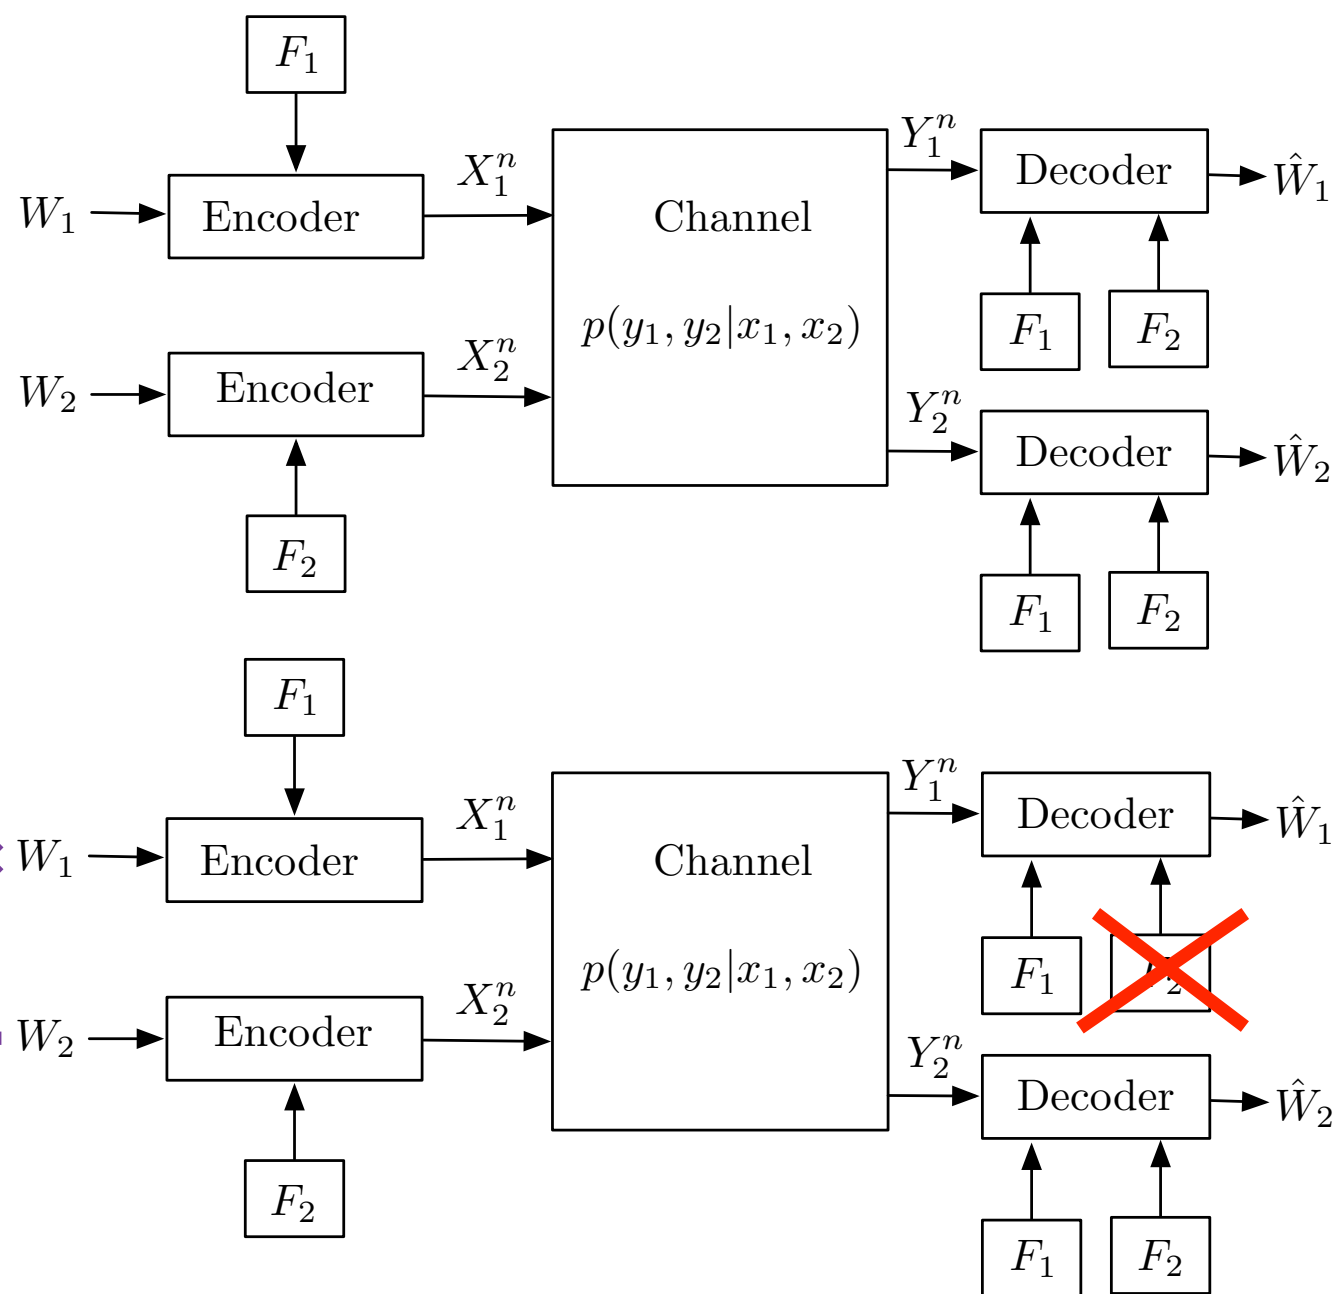 F₁
W₁ Encoder X₁ⁿ Channel Y₁ⁿ Decoder Ŵ₁
p(y₁, y₂|x₁, x₂)
F₁ F₂
W₂ Encoder X₂ⁿ Y₂ⁿ Decoder Ŵ₂
F₂
F₁ F₂
F₁
W₁ Encoder X₁ⁿ Channel Y₁ⁿ Decoder Ŵ₁
p(y₁, y₂|x₁, x₂)
F₁
W₂ Encoder X₂ⁿ Y₂ⁿ Decoder Ŵ₂
F₂
F₁ F₂